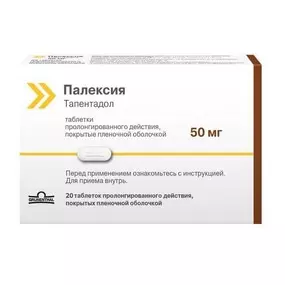 Палексия
Тапентадол
таблетки
пролонгированного действия,
покрытые пленочной оболочкой
50 мг
Перед применением ознакомьтесь с инструкцией.
Для приема внутрь.
20 таблеток пролонгированного действия,
покрытых пленочной оболочкой
GRÜNENTHAL